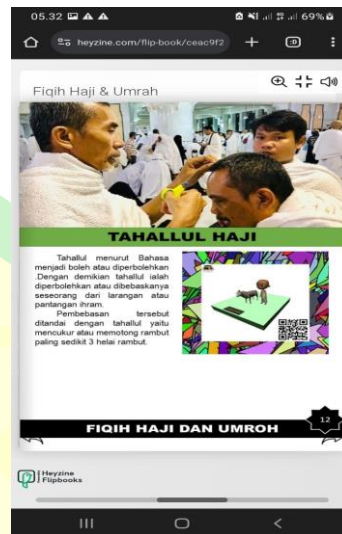 05.32
69%
heyzine.com/flip-book/ceac9f2
:D
Fiqih Haji & Umrah
TAHALLUL HAJI
Tahallul menurut Bahasa
menjadi boleh atau diperbolehkan
.Dengan demikian tahallul ialah
diperbolehkan atau dibebaskanya
seseorang dari larangan atau
pantangan ihram.
Pembebasan tersebut
ditandai dengan tahallul yaitu
mencukur atau memotong rambut
paling sedikit 3 helai rambut.
12
FIQIH HAJI DAN UMROH
Heyzine
Flipbooks